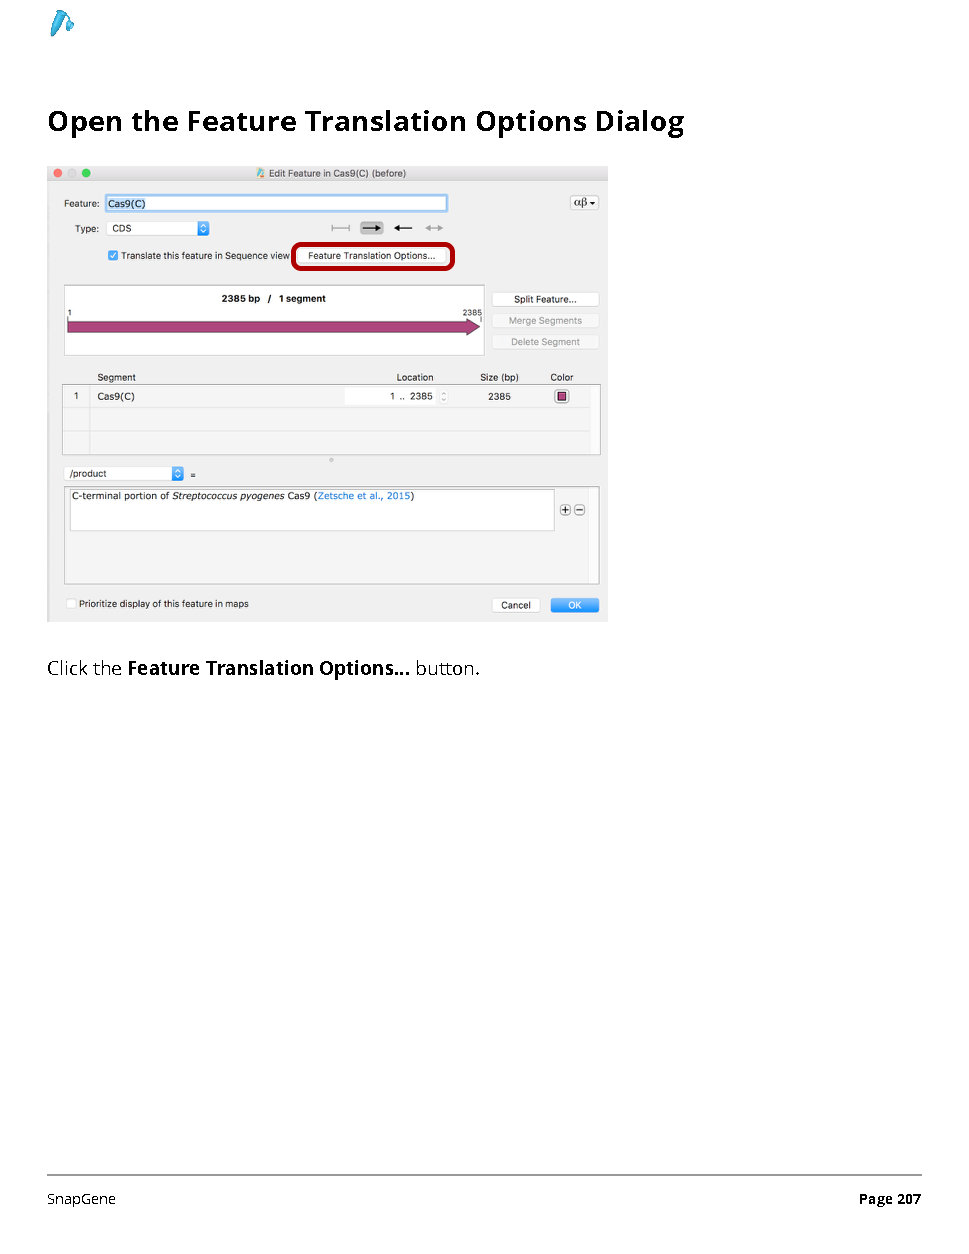 Open the Feature Translation Options Dialog
Edit Feature in Cas9(C) (before)
Feature: Cas9(C) αβ
Type: CDS
Translate this feature in Sequence view Feature Translation Options...
2385 bp / 1 segment
1 2385
Split Feature...
Merge Segments
Delete Segment
Segment Location Size (bp) Color
1 Cas9(C) 1 .. 2385 2385
/product =
C-terminal portion of Streptococcus pyogenes Cas9 (Zetsche et al., 2015)
Prioritize display of this feature in maps Cancel OK
Click the Feature Translation Options... button.
SnapGene Page 207